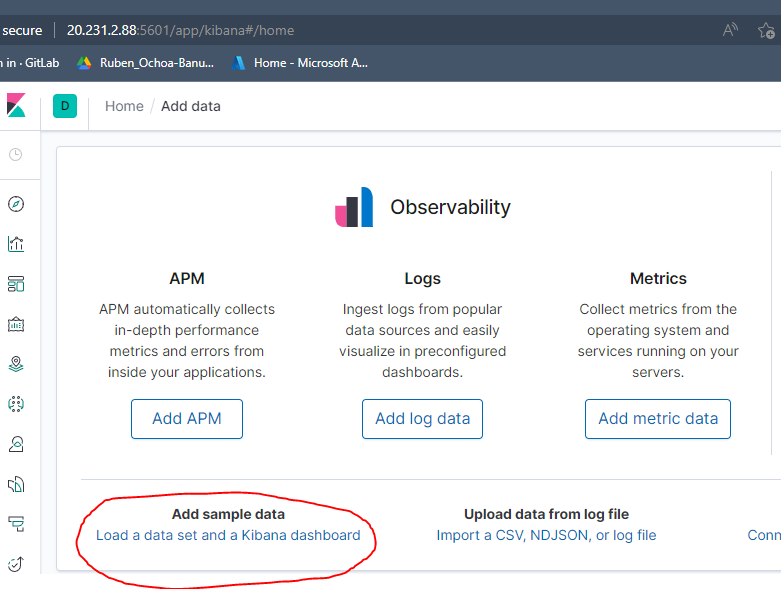 secure 20.231.2.88:5601/app/kibana#/home
n in · GitLab Ruben_Ochoa-Banu... Home - Microsoft A...
D Home / Add data
Observability
APM
APM automatically collects
in-depth performance
metrics and errors from
inside your applications.
Add APM
Logs
Ingest logs from popular
data sources and easily
visualize in preconfigured
dashboards.
Add log data
Metrics
Collect metrics from the
operating system and
services running on your
servers.
Add metric data
Add sample data
Load a data set and a Kibana dashboard
Upload data from log file
Import a CSV, NDJSON, or log file
Conn